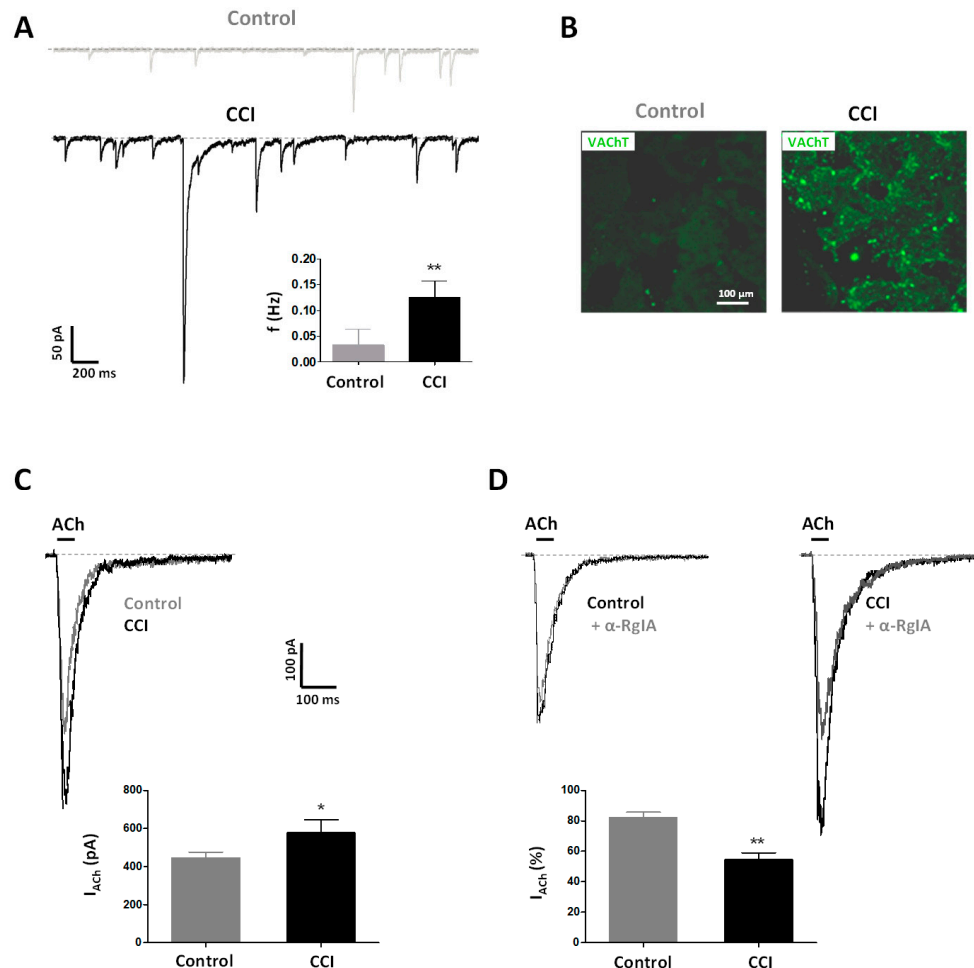 A
Control
CCI
50 pA
200 ms
f (Hz)
0.20
0.15
0.10
0.05
0.00
**
Control
CCI
B
Control
CCI
VAChT
VAChT
100 µm
C
ACh
Control
CCI
100 pA
100 ms
I_ACh (pA)
800
600
400
200
0
*
Control
CCI
D
ACh
Control
+ α-RgIA
ACh
CCI
+ α-RgIA
I_ACh (%)
100
80
60
40
20
0
**
Control
CCI